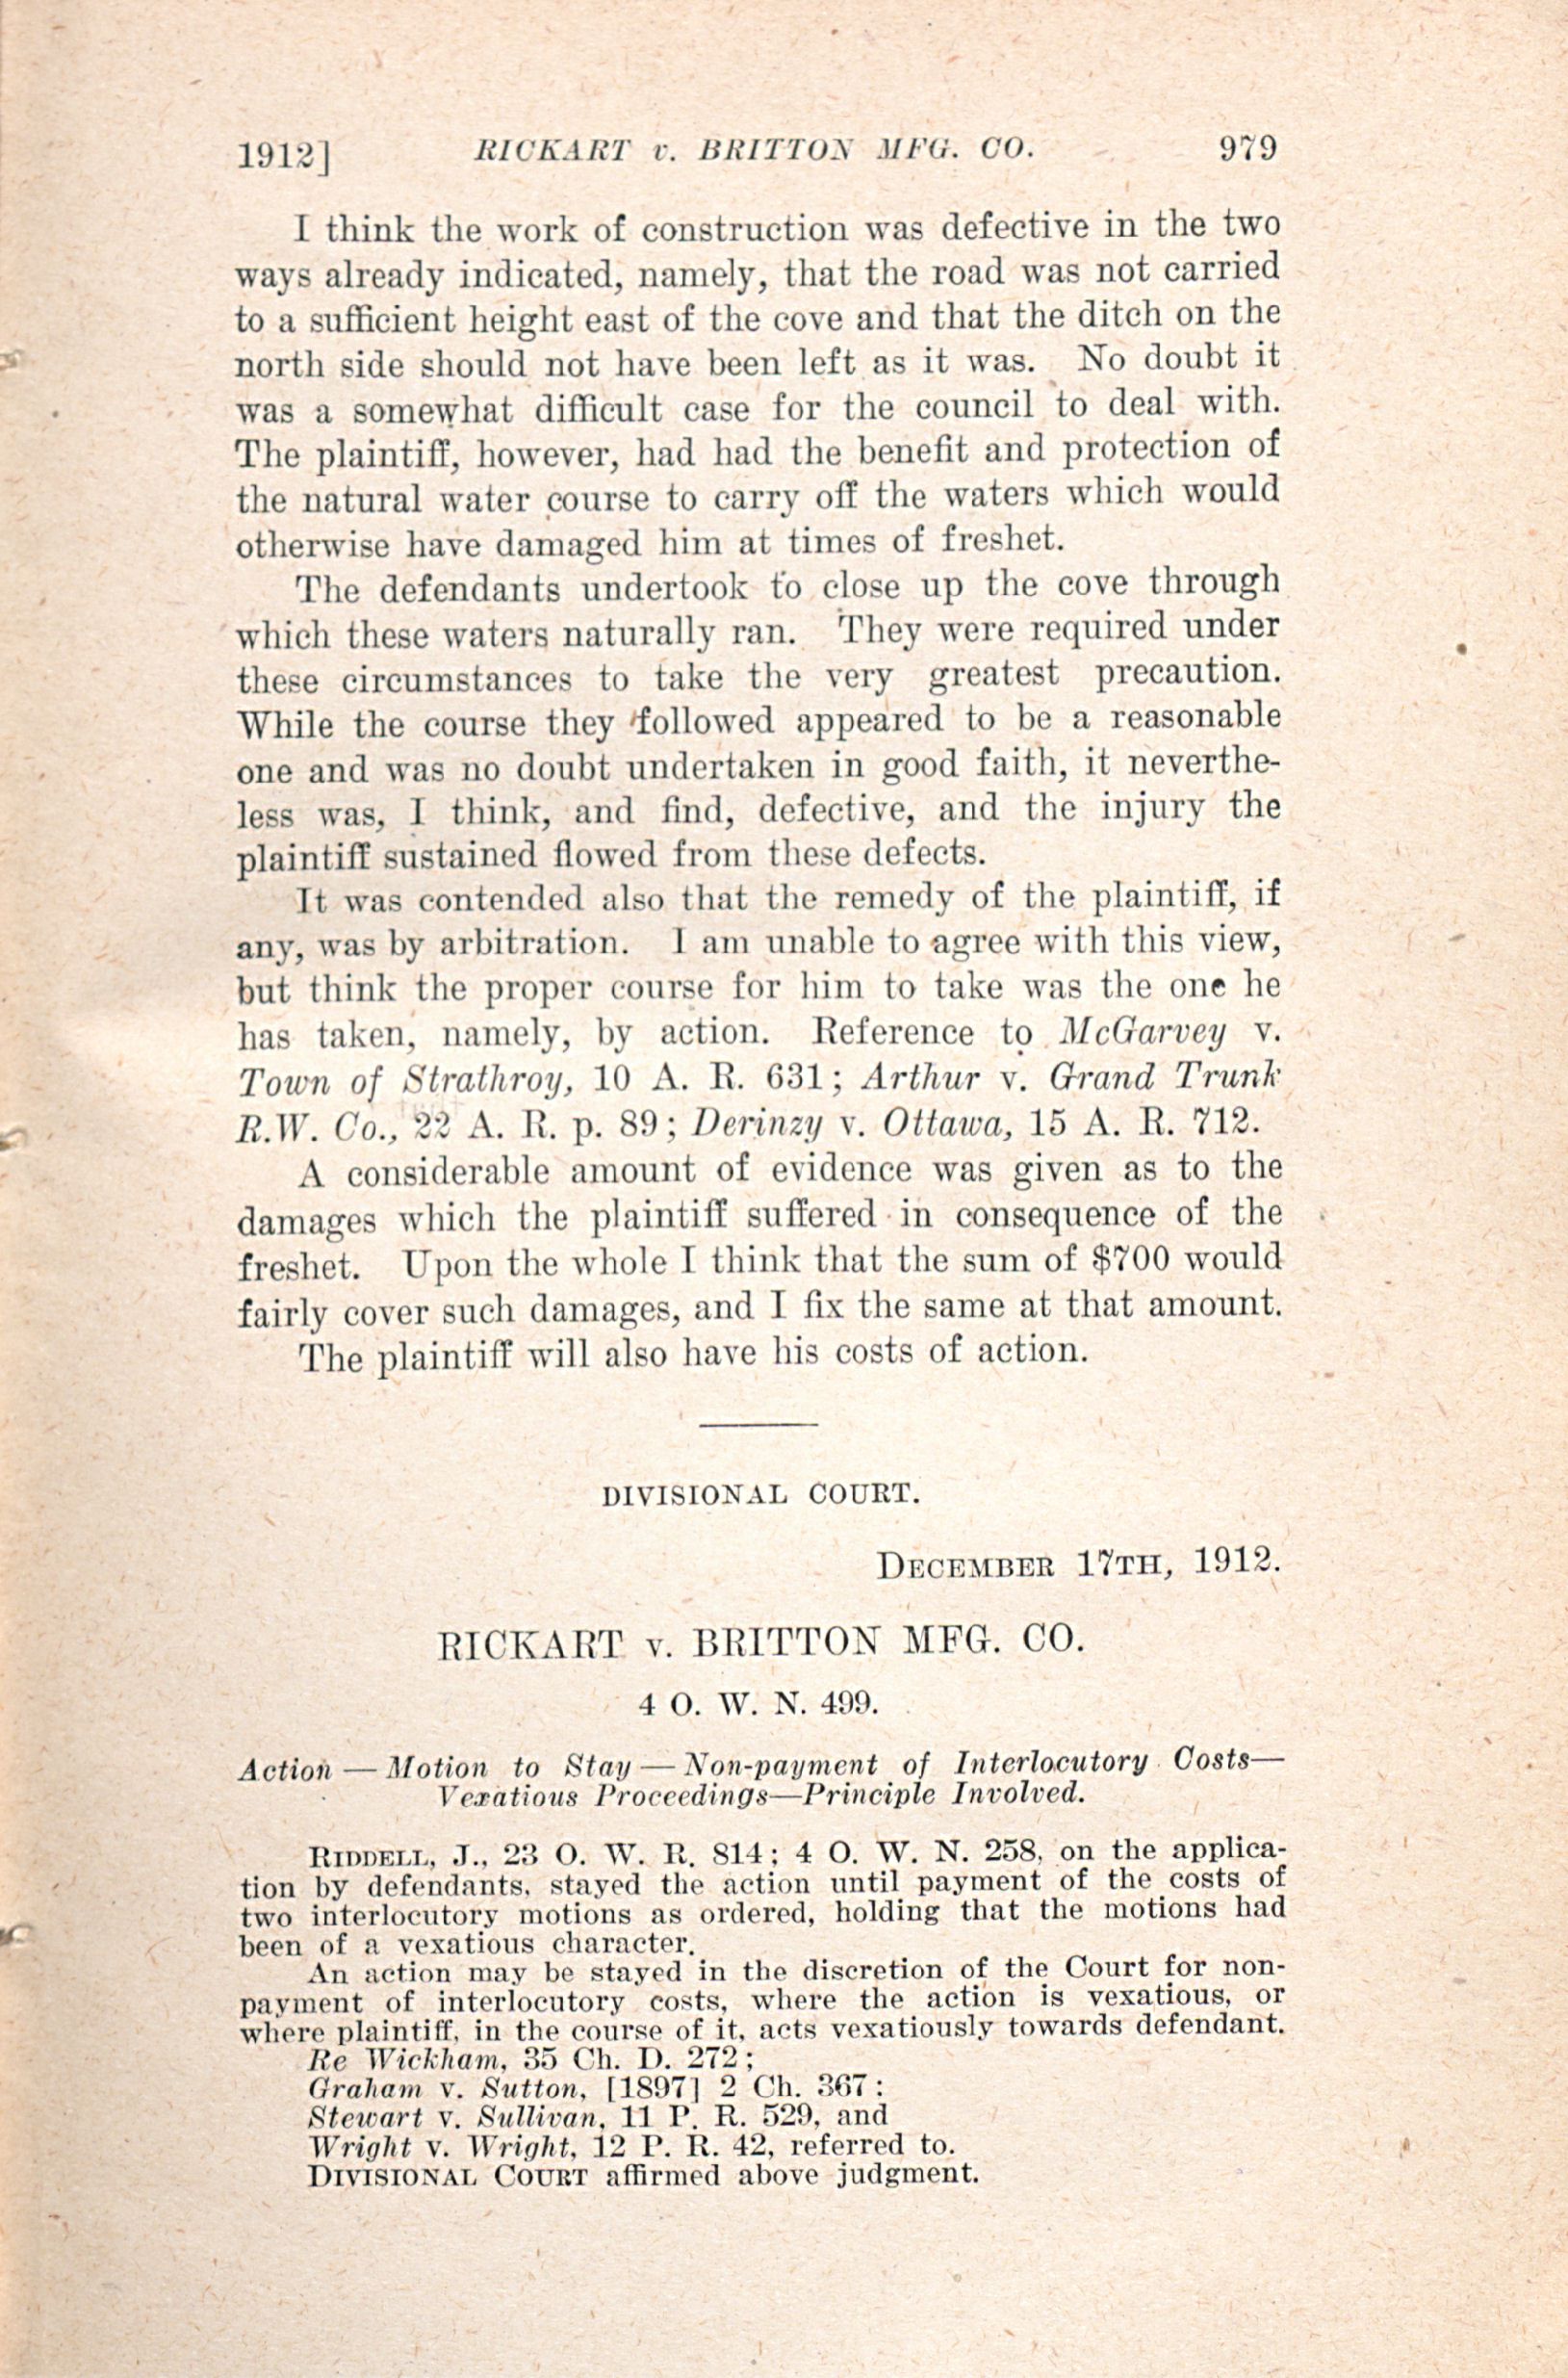 1912] RICKART v. BRITTON MFG. CO. 979
I think the work of construction was defective in the two
ways already indicated, namely, that the road was not carried
to a sufficient height east of the cove and that the ditch on the
north side should not have been left as it was. No doubt it
was a somewhat difficult case for the council to deal with.
The plaintiff, however, had had the benefit and protection of
the natural water course to carry off the waters which would
otherwise have damaged him at times of freshet.
The defendants undertook to close up the cove through
which these waters naturally ran. They were required under
these circumstances to take the very greatest precaution.
While the course they followed appeared to be a reasonable
one and was no doubt undertaken in good faith, it neverthe-
less was, I think, and find, defective, and the injury the
plaintiff sustained flowed from these defects.
It was contended also that the remedy of the plaintiff, if
any, was by arbitration. I am unable to agree with this view,
but think the proper course for him to take was the one he
has taken, namely, by action. Reference to McGarvey v.
Town of Strathroy, 10 A. R. 631; Arthur v. Grand Trunk
R.W. Co., 22 A. R. p. 89; Derinzy v. Ottawa, 15 A. R. 712.
A considerable amount of evidence was given as to the
damages which the plaintiff suffered in consequence of the
freshet. Upon the whole I think that the sum of $700 would
fairly cover such damages, and I fix the same at that amount.
The plaintiff will also have his costs of action.
DIVISIONAL COURT.
DECEMBER 17TH, 1912.
RICKART v. BRITTON MFG. CO.
4 O. W. N. 499.
Action — Motion to Stay — Non-payment of Interlocutory Costs—
Vexatious Proceedings—Principle Involved.
RIDDELL, J., 23 O. W. R. 814; 4 O. W. N. 258, on the applica-
tion by defendants, stayed the action until payment of the costs of
two interlocutory motions as ordered, holding that the motions had
been of a vexatious character.
An action may be stayed in the discretion of the Court for non-
payment of interlocutory costs, where the action is vexatious, or
where plaintiff, in the course of it, acts vexatiously towards defendant.
Re Wickham, 35 Ch. D. 272;
Graham v. Sutton, [1897] 2 Ch. 367:
Stewart v. Sullivan, 11 P. R. 529, and
Wright v. Wright, 12 P. R. 42, referred to.
DIVISIONAL COURT affirmed above judgment.